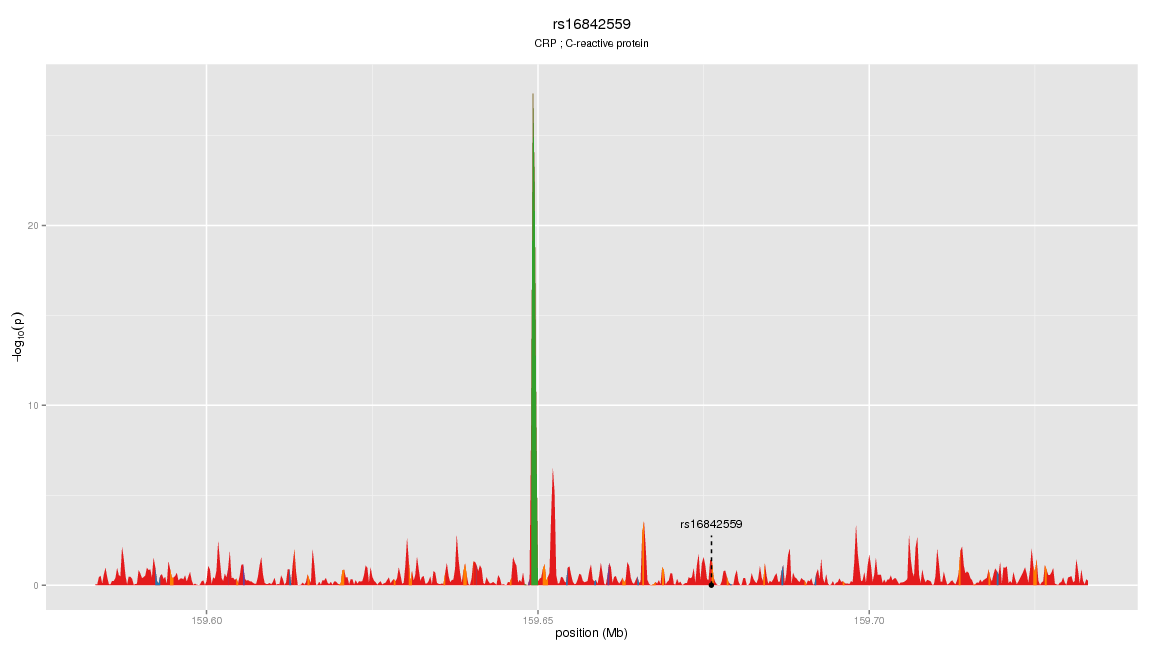 rs16842559
CRP ; C-reactive protein
−log10(p)
20
10
0
rs16842559
159.60
159.65
159.70
position (Mb)